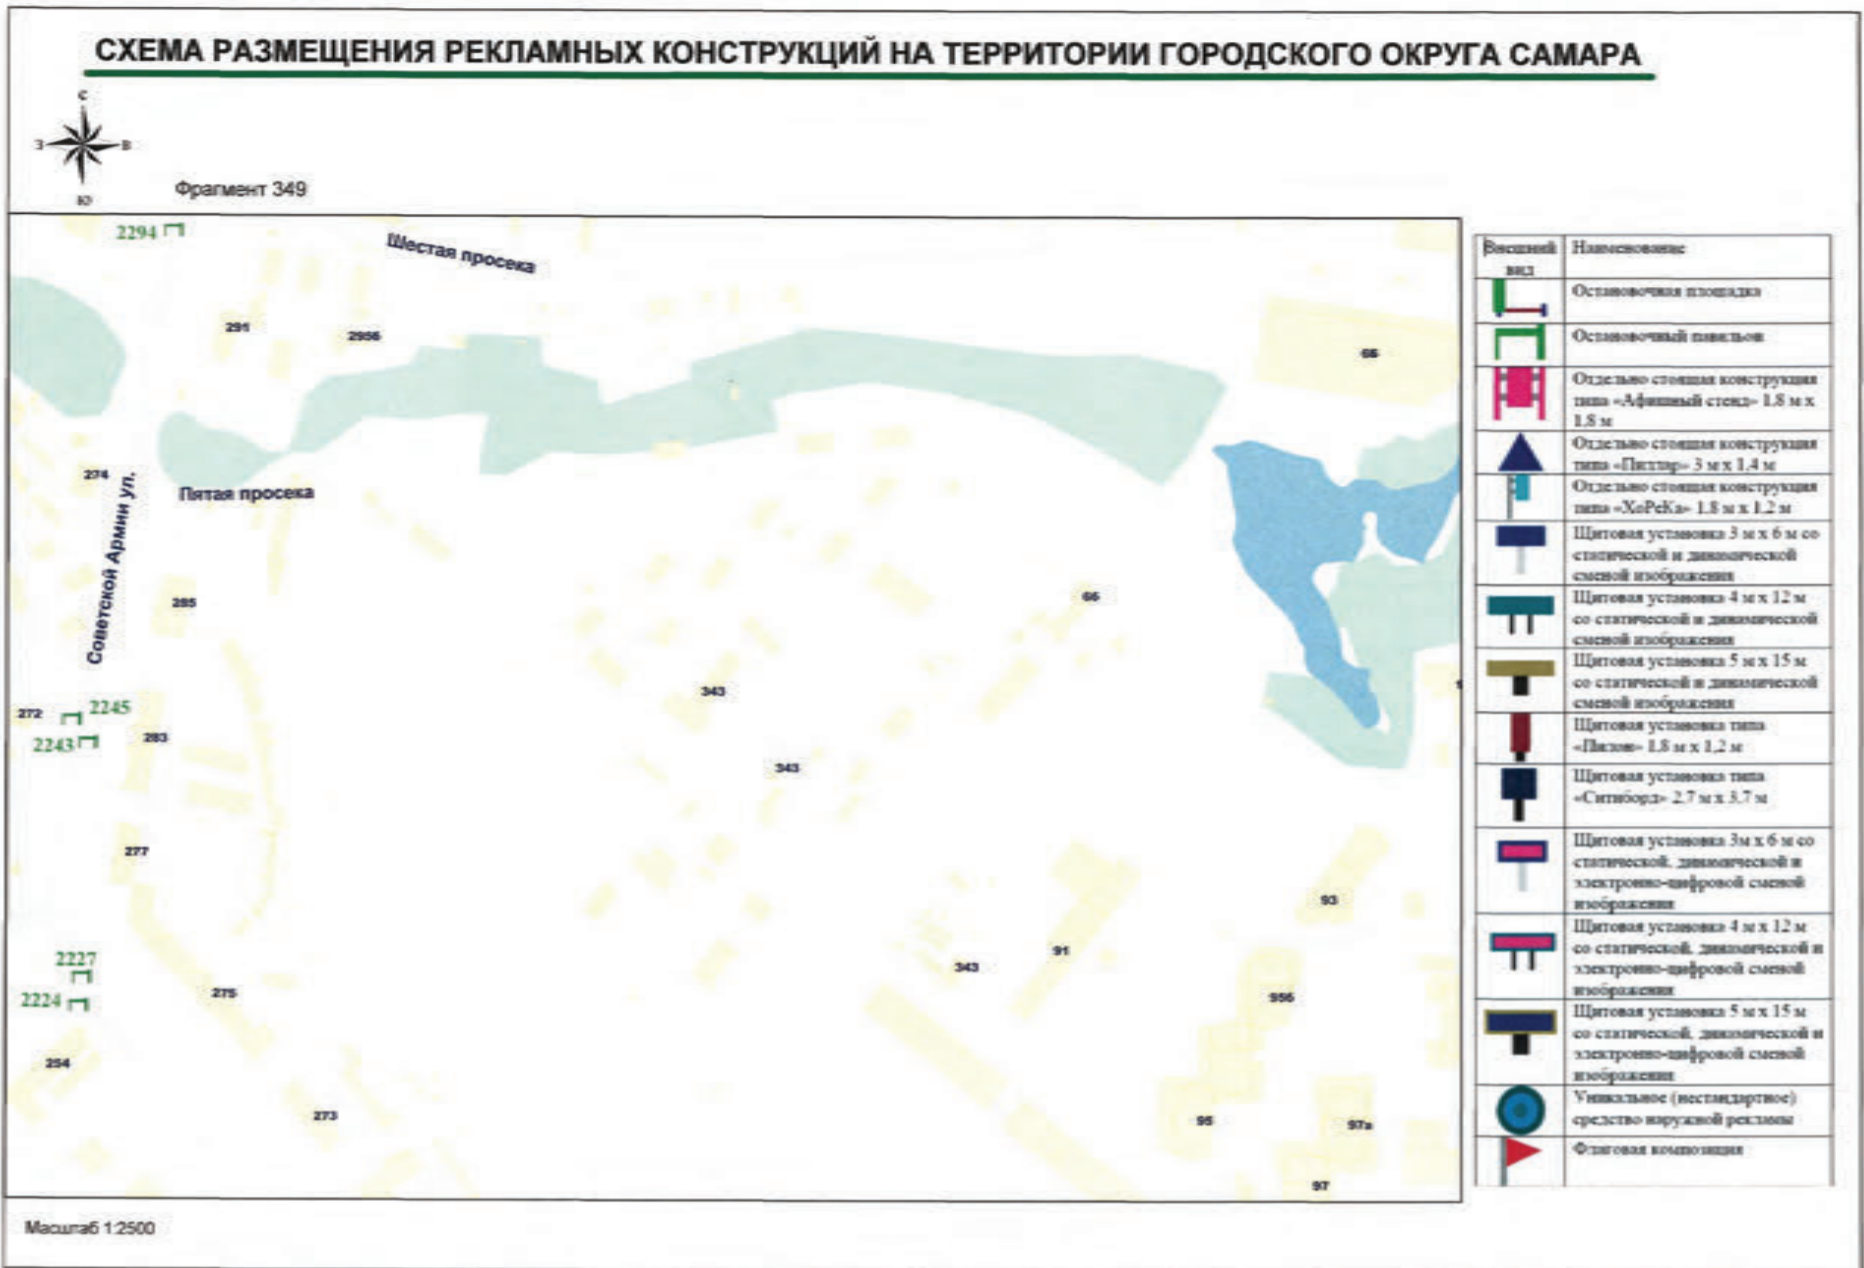 СХЕМА РАЗМЕЩЕНИЯ РЕКЛАМНЫХ КОНСТРУКЦИЙ НА ТЕРРИТОРИИ ГОРОДСКОГО ОКРУГА САМАРА
С
З В
Ю
Фрагмент 349
2294
Шестая просека
291
295б
274
Советской Армии ул.
Пятая просека
285
66
343
272
2245
2243
283
343
277
93
2227
343
91
275
2224
254
273
95
97а
97
Внешний вид
Наименование
Остановочная площадка
Остановочный павильон
Отдельно стоящая конструкция
типа «Афишный стенд» 1,8 м х
1,8 м
Отдельно стоящая конструкция
типа «Пиллар» 3 м х 1,4 м
Отдельно стоящая конструкция
типа «ХоРеКа» 1,8 м х 1,2 м
Щитовая установка 3 м х 6 м со
статической и динамической
сменой изображения
Щитовая установка 4 м х 12 м
со статической и динамической
сменой изображения
Щитовая установка 5 м х 15 м
со статической и динамической
сменой изображения
Щитовая установка типа
«Пилон» 1,8 м х 1,2 м
Щитовая установка типа
«Ситиборд» 2,7 м х 3,7 м
Щитовая установка 3м х 6 м со
статической, динамической и
электронно-цифровой сменой
изображения
Щитовая установка 4 м х 12 м
со статической, динамической и
электронно-цифровой сменой
изображения
Щитовая установка 5 м х 15 м
со статической, динамической и
электронно-цифровой сменой
изображения
Уникальное (нестандартное)
средство наружной рекламы
Флаговая композиция
Масштаб 1:2500